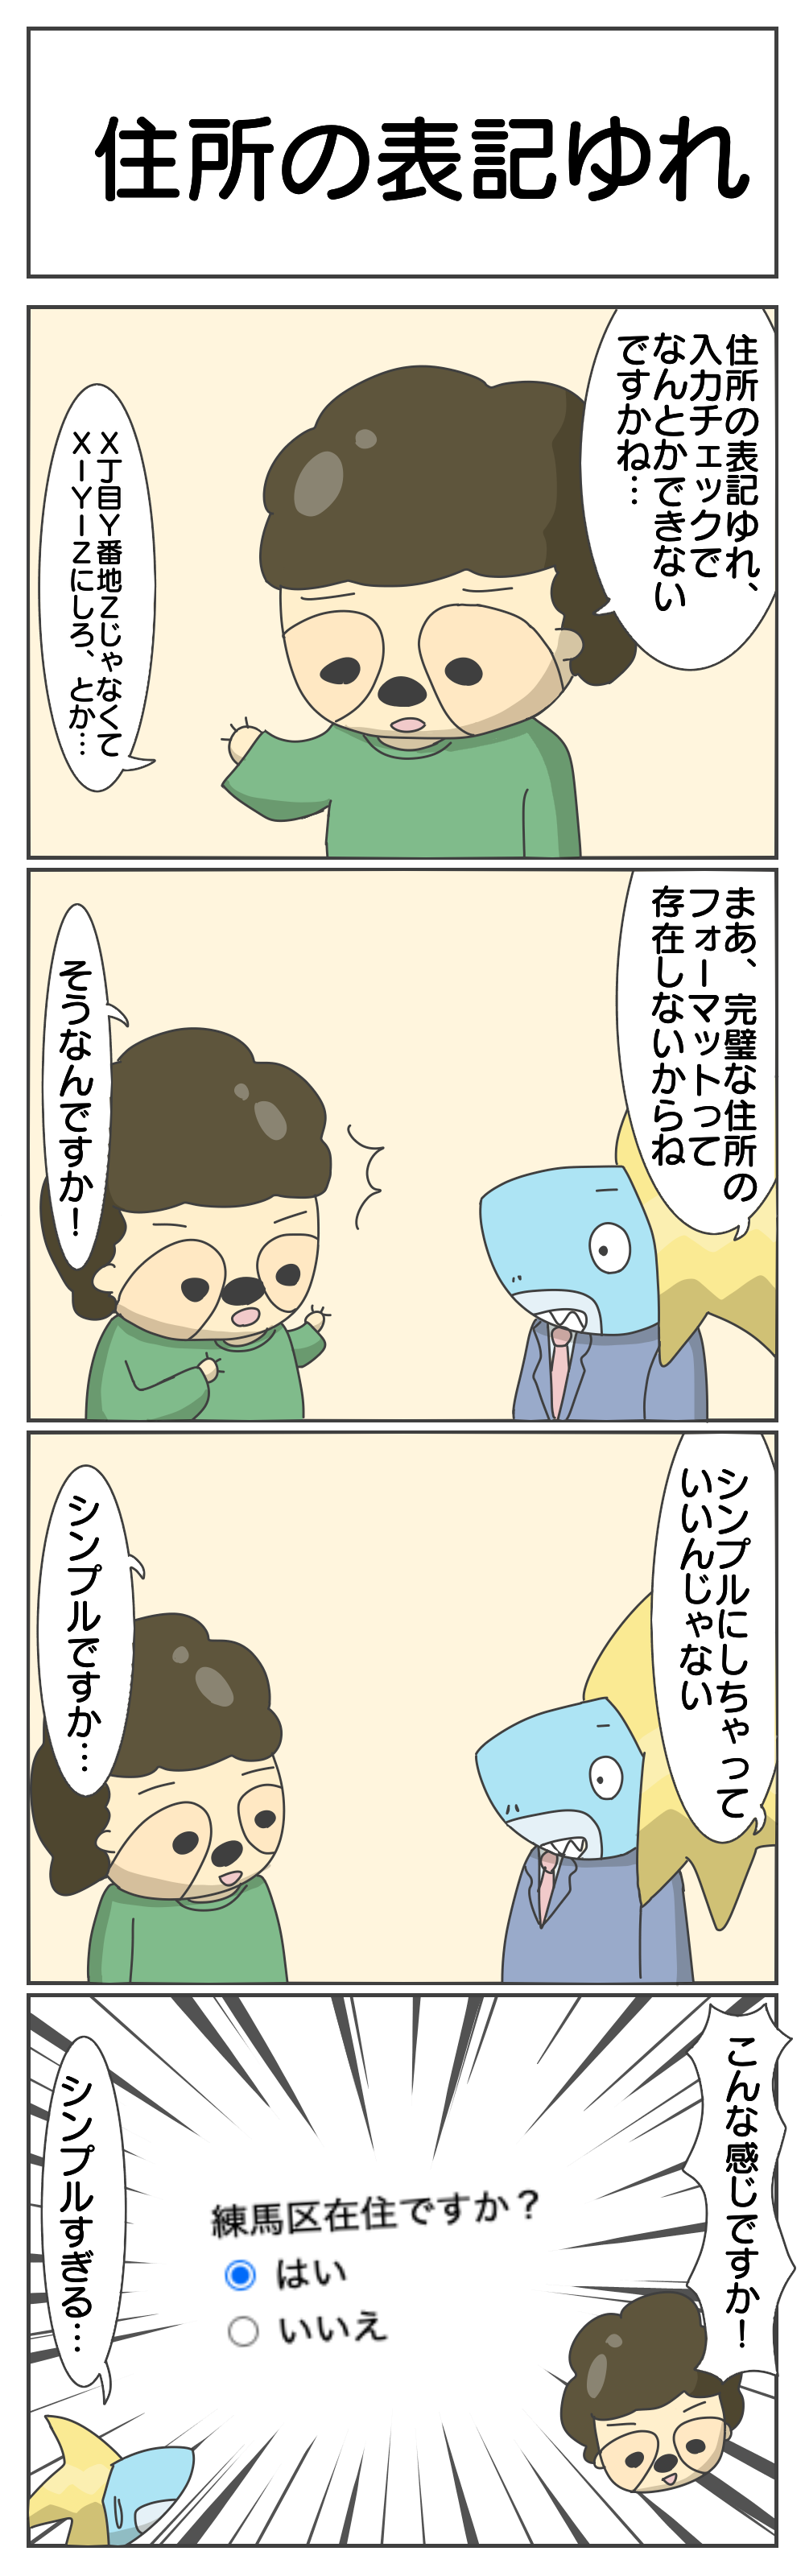 住所の表記ゆれ
住所の表記ゆれ、
入力チェックで
なんとかできない
ですかね…
X丁目Y番地Zじゃなくて
XーYーZにしろ、とか…
まあ、完璧な住所の
フォーマットって
存在しないからね
そうなんですか！
シンプルにしちゃって
いいんじゃない
シンプルですか…
こんな感じですか！
練馬区在住ですか？
はい
いいえ
シンプルすぎる…